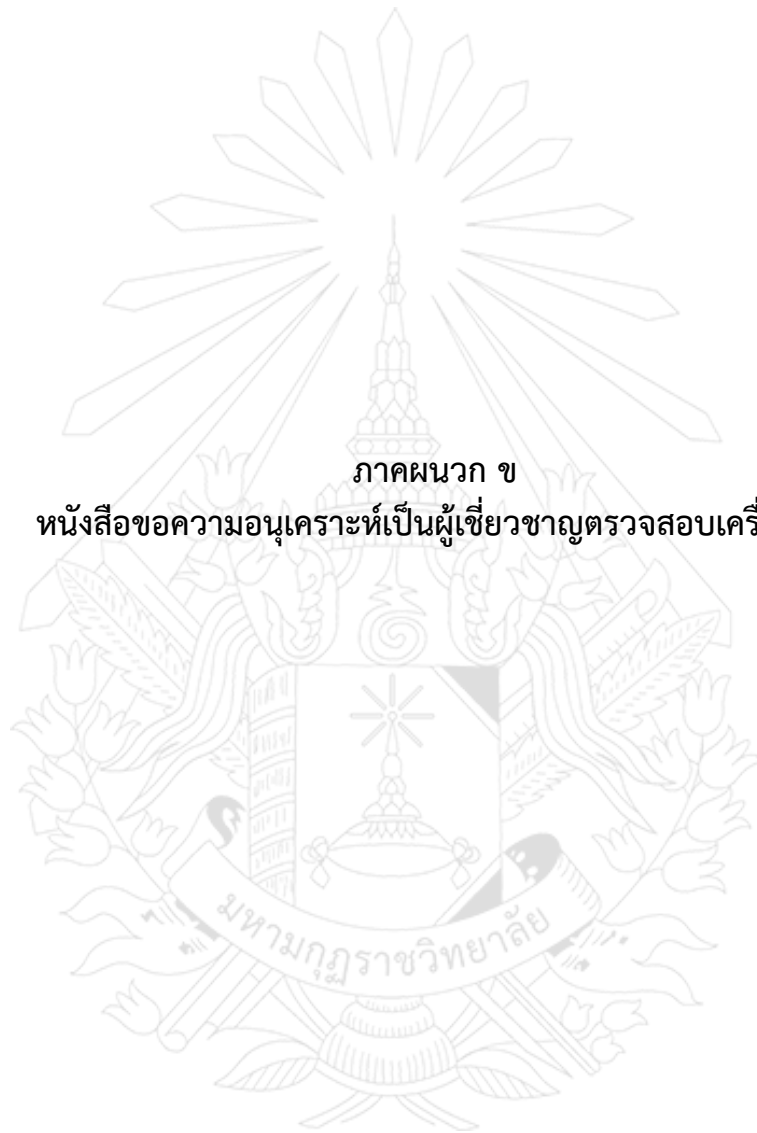 ภาคผนวก ข
หนังสือขอความอนุเคราะห์เป็นผู้เชี่ยวชาญตรวจสอบเครื่
มหามกุฏราชวิทยาลัย